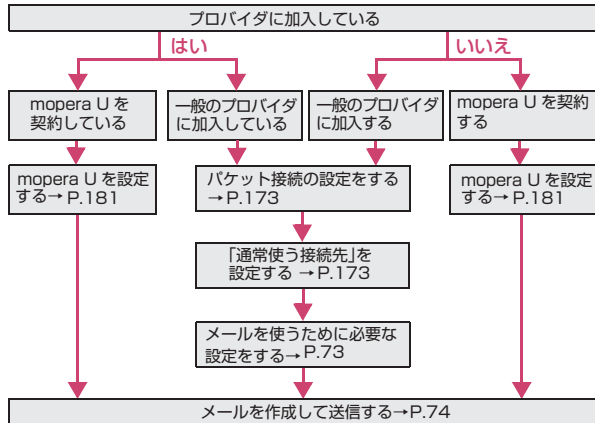 プロバイダに加入している
はい
いいえ
mopera U を
契約している
一般のプロバイダ
に加入している
一般のプロバイダ
に加入する
mopera U を契約
する
mopera U を設定
する→ P.181
パケット接続の設定をする
→P.173
mopera U を設定
する→P.181
「通常使う接続先」を
設定する →P.173
メールを使うために必要な
設定をする→P.73
メールを作成して送信する→P.74